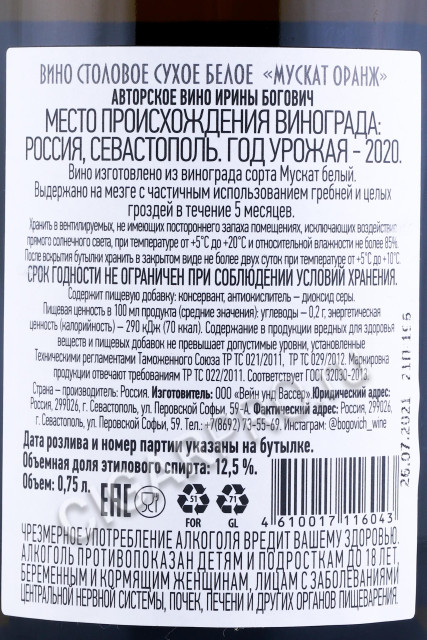 ВИНО СТОЛОВОЕ СУХОЕ БЕЛОЕ «МУСКАТ ОРАНЖ»
АВТОРСКОЕ ВИНО ИРИНЫ БОГОВИЧ
МЕСТО ПРОИСХОЖДЕНИЯ ВИНОГРАДА:
РОССИЯ, СЕВАСТОПОЛЬ. ГОД УРОЖАЯ – 2020.
Вино изготовлено из винограда сорта Мускат белый.
Выдержано на мезге с частичным использованием гребней и целых
гроздей в течение 5 месяцев.
Хранить в вентилируемых, не имеющих постороннего запаха помещениях, исключающих воздействие
прямого солнечного света, при температуре от +5°С до +20°С и относительной влажности не более 85%.
После вскрытия бутылки хранить в закрытом виде не более двух суток при температуре от +5°С до +10°С.
СРОК ГОДНОСТИ НЕ ОГРАНИЧЕН ПРИ СОБЛЮДЕНИИ УСЛОВИЙ ХРАНЕНИЯ.
Содержит пищевую добавку: консервант, антиокислитель – диоксид серы.
Пищевая ценность в 100 мл продукта (средние значения): углеводы – 0,2 г, энергетическая
ценность (калорийность) – 290 кДж (70 ккал). Содержание в продукции вредных для здоровья
веществ и пищевых добавок не превышает допустимые уровни, установленные
Техническими регламентами Таможенного Союза ТР ТС 021/2011, ТР ТС 029/2012. Маркировка
продукции отвечают требованиям ТР ТС 022/2011. Соответствует ГОСТ 32030-2013.
Страна – производитель: Россия. Изготовитель: ООО «Вейн унд Вассер». Юридический адрес:
Россия, 299026, г. Севастополь, ул. Перовской Софьи, 59-А. Фактический адрес: Россия, 299026,
г. Севастополь, ул. Перовской Софьи, 59. Тел.: +7(8692) 73-55-69. Инстаграм: @bogovich_wine
Дата розлива и номер партии указаны на бутылке.
Объемная доля этилового спирта: 12,5 %.
Объем: 0,75 л.
ЕАС
51
FOR
71
GL
4610017116043
26.07.2021 21П 195
ЧРЕЗМЕРНОЕ УПОТРЕБЛЕНИЕ АЛКОГОЛЯ ВРЕДИТ ВАШЕМУ ЗДОРОВЬЮ.
АЛКОГОЛЬ ПРОТИВОПОКАЗАН ДЕТЯМ И ПОДРОСТКАМ ДО 18 ЛЕТ,
БЕРЕМЕННЫМ И КОРМЯЩИМ ЖЕНЩИНАМ, ЛИЦАМ С ЗАБОЛЕВАНИЯМИ
ЦЕНТРАЛЬНОЙ НЕРВНОЙ СИСТЕМЫ, ПОЧЕК, ПЕЧЕНИ И ДРУГИХ ОРГАНОВ ПИЩЕВАРЕНИЯ.